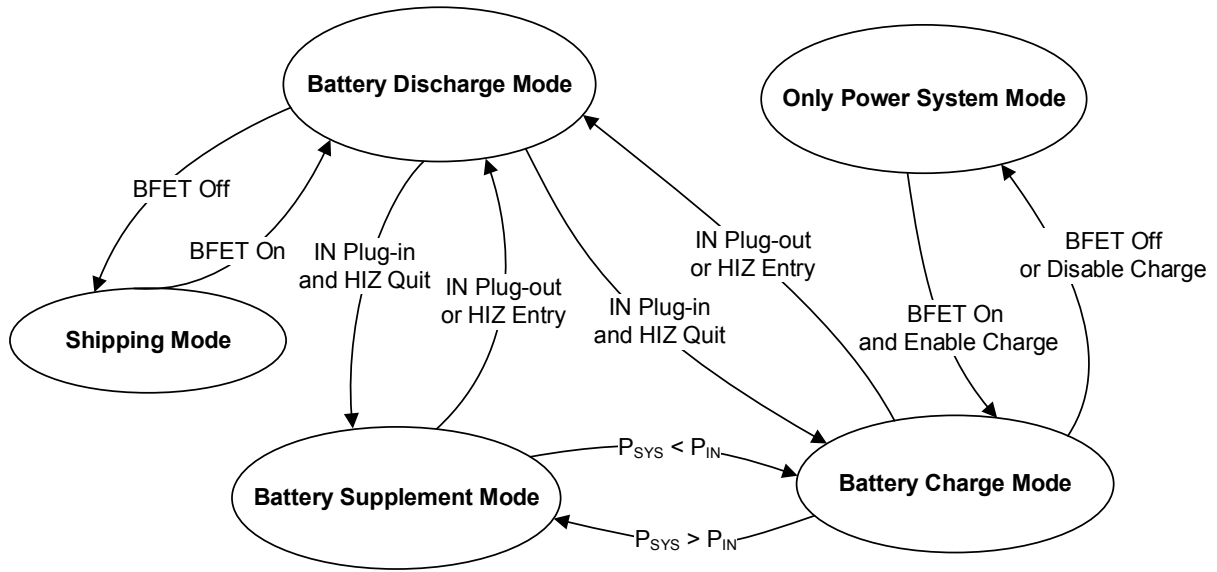 Battery Discharge Mode
Only Power System Mode
BFET Off
BFET On
IN Plug-in
and HIZ Quit
IN Plug-out
or HIZ Entry
IN Plug-in
and HIZ Quit
IN Plug-out
or HIZ Entry
BFET On
and Enable Charge
BFET Off
or Disable Charge
Shipping Mode
Battery Supplement Mode
PSYS < PIN
PSYS > PIN
Battery Charge Mode